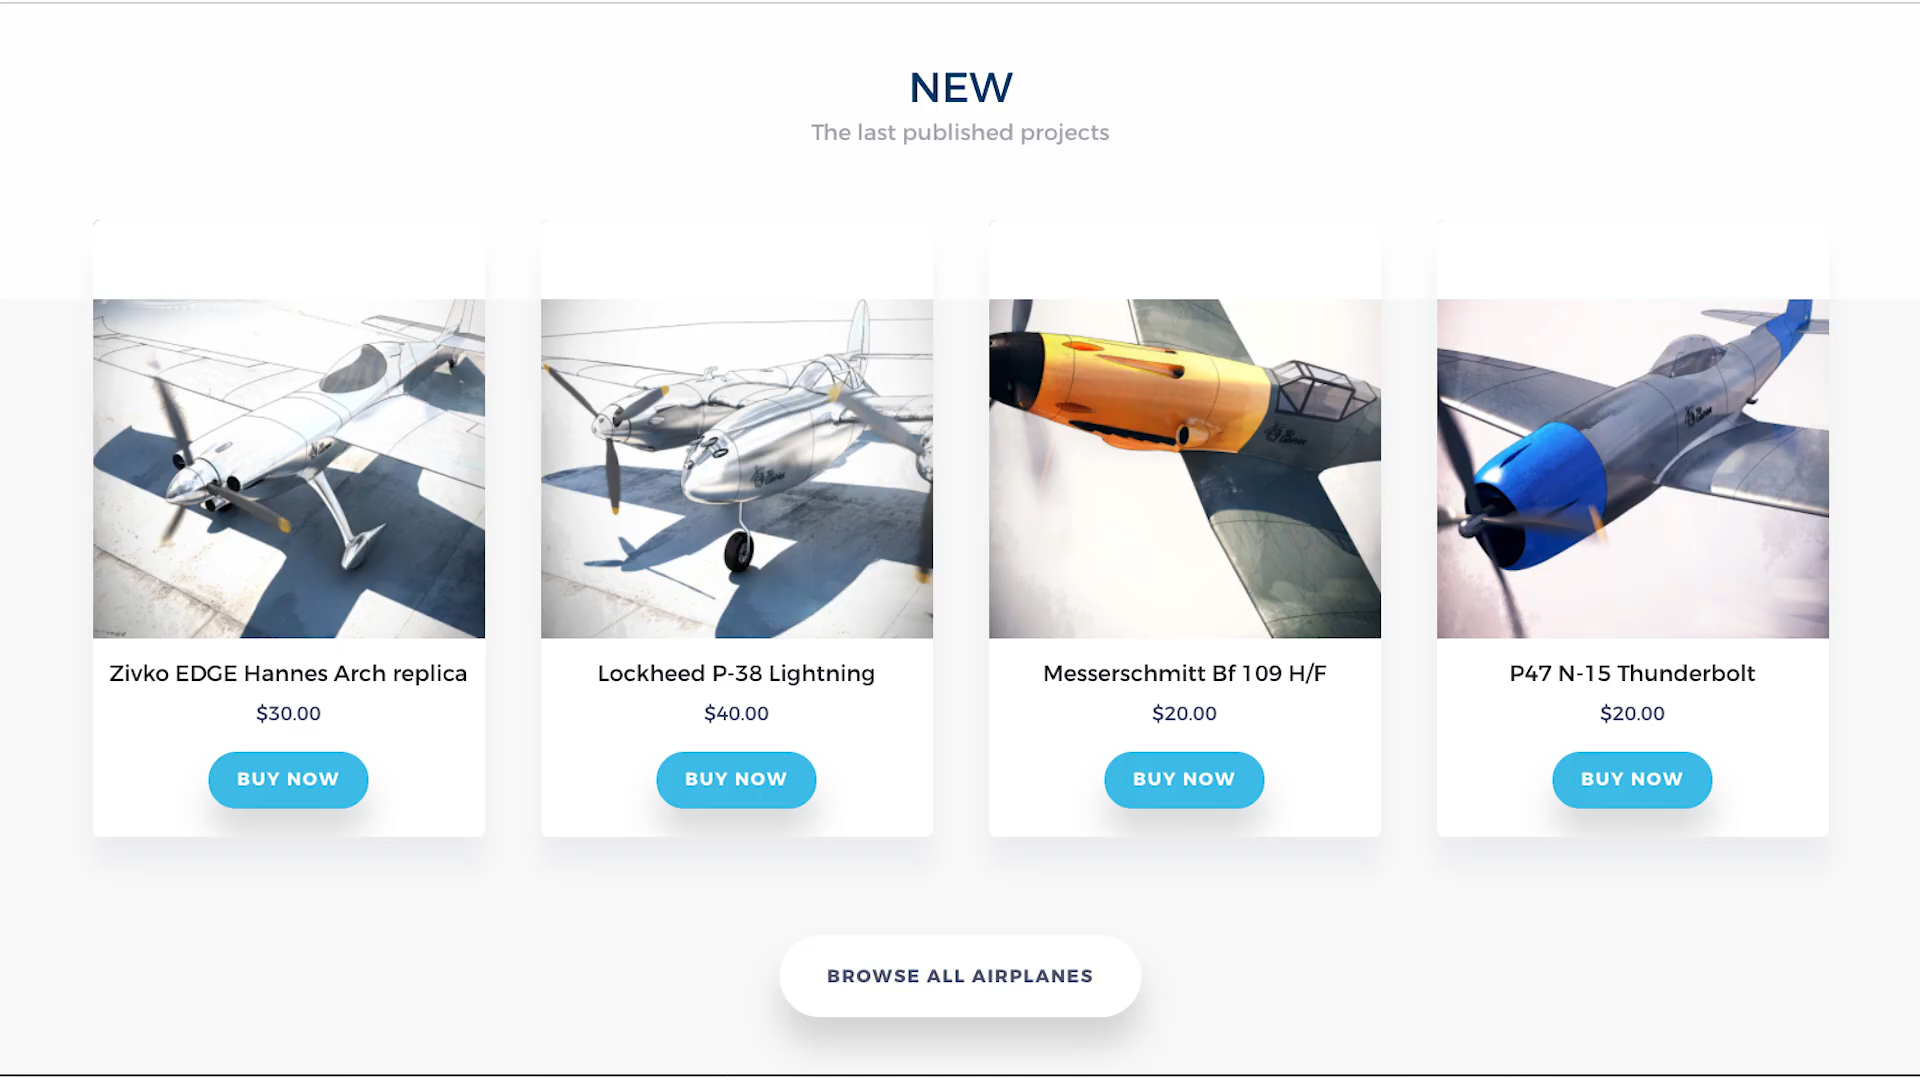 NEW
The last published projects
Zivko EDGE Hannes Arch replica
$30.00
BUY NOW
Lockheed P-38 Lightning
$40.00
BUY NOW
Messerschmitt Bf 109 H/F
$20.00
BUY NOW
P47 N-15 Thunderbolt
$20.00
BUY NOW
BROWSE ALL AIRPLANES